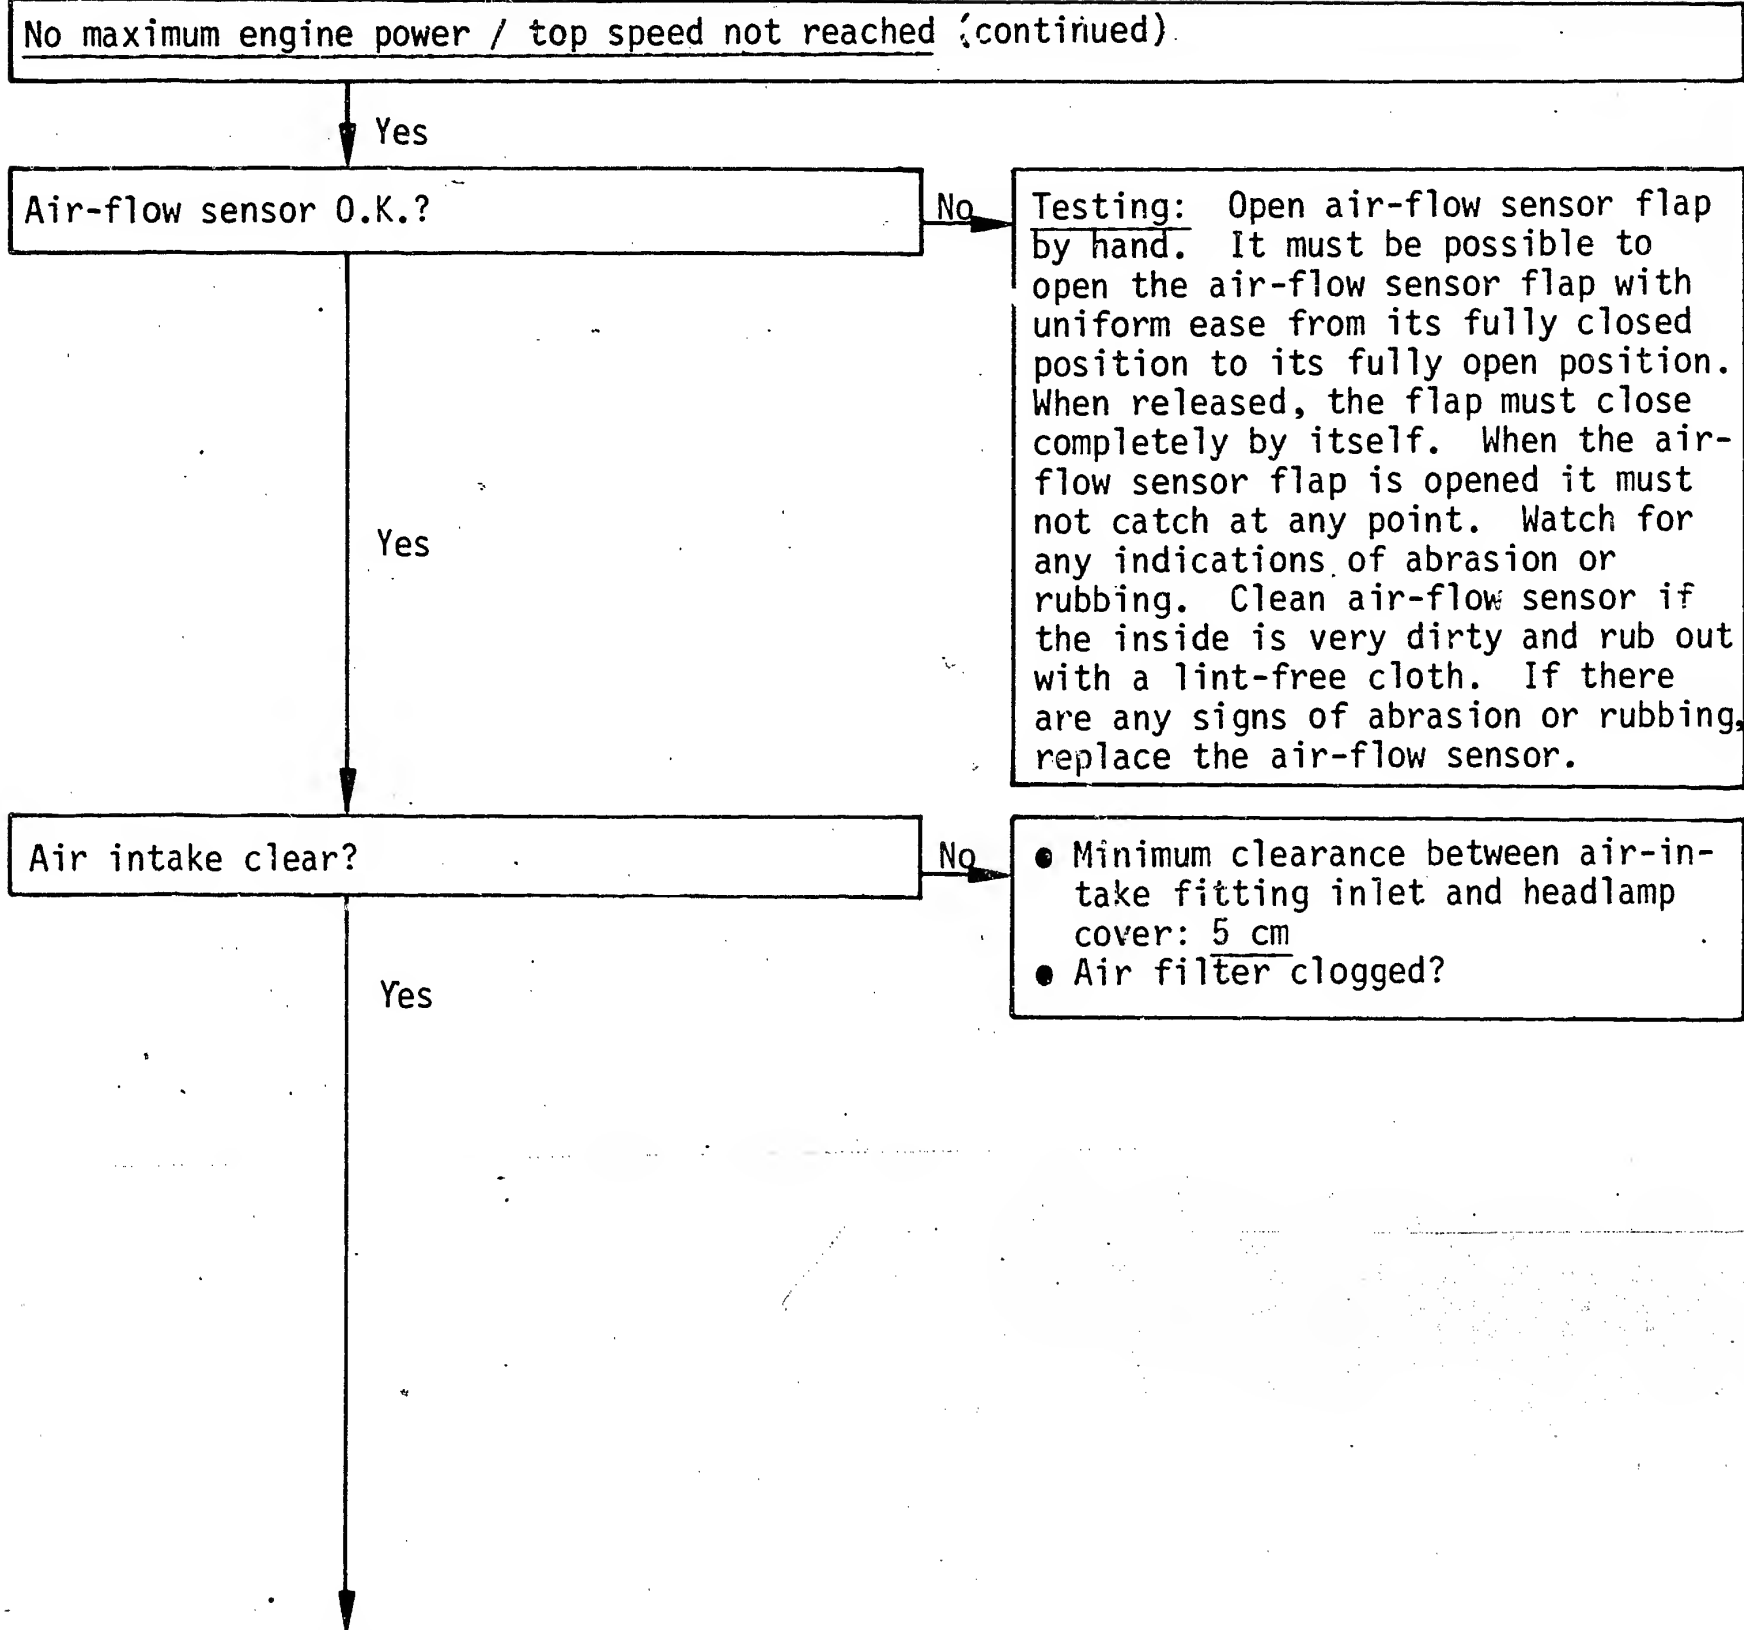 No maximum engine power / top speed not reached (continued)
Yes
Air-flow sensor O.K.?
No
Testing: Open air-flow sensor flap
by hand. It must be possible to
open the air-flow sensor flap with
uniform ease from its fully closed
position to its fully open position.
When released, the flap must close
completely by itself. When the air-
flow sensor flap is opened it must
not catch at any point. Watch for
any indications of abrasion or
rubbing. Clean air-flow sensor if
the inside is very dirty and rub out
with a lint-free cloth. If there
are any signs of abrasion or rubbing,
replace the air-flow sensor.
Yes
Air intake clear?
No
● Minimum clearance between air-in-
take fitting inlet and headlamp
cover: 5 cm
● Air filter clogged?
Yes